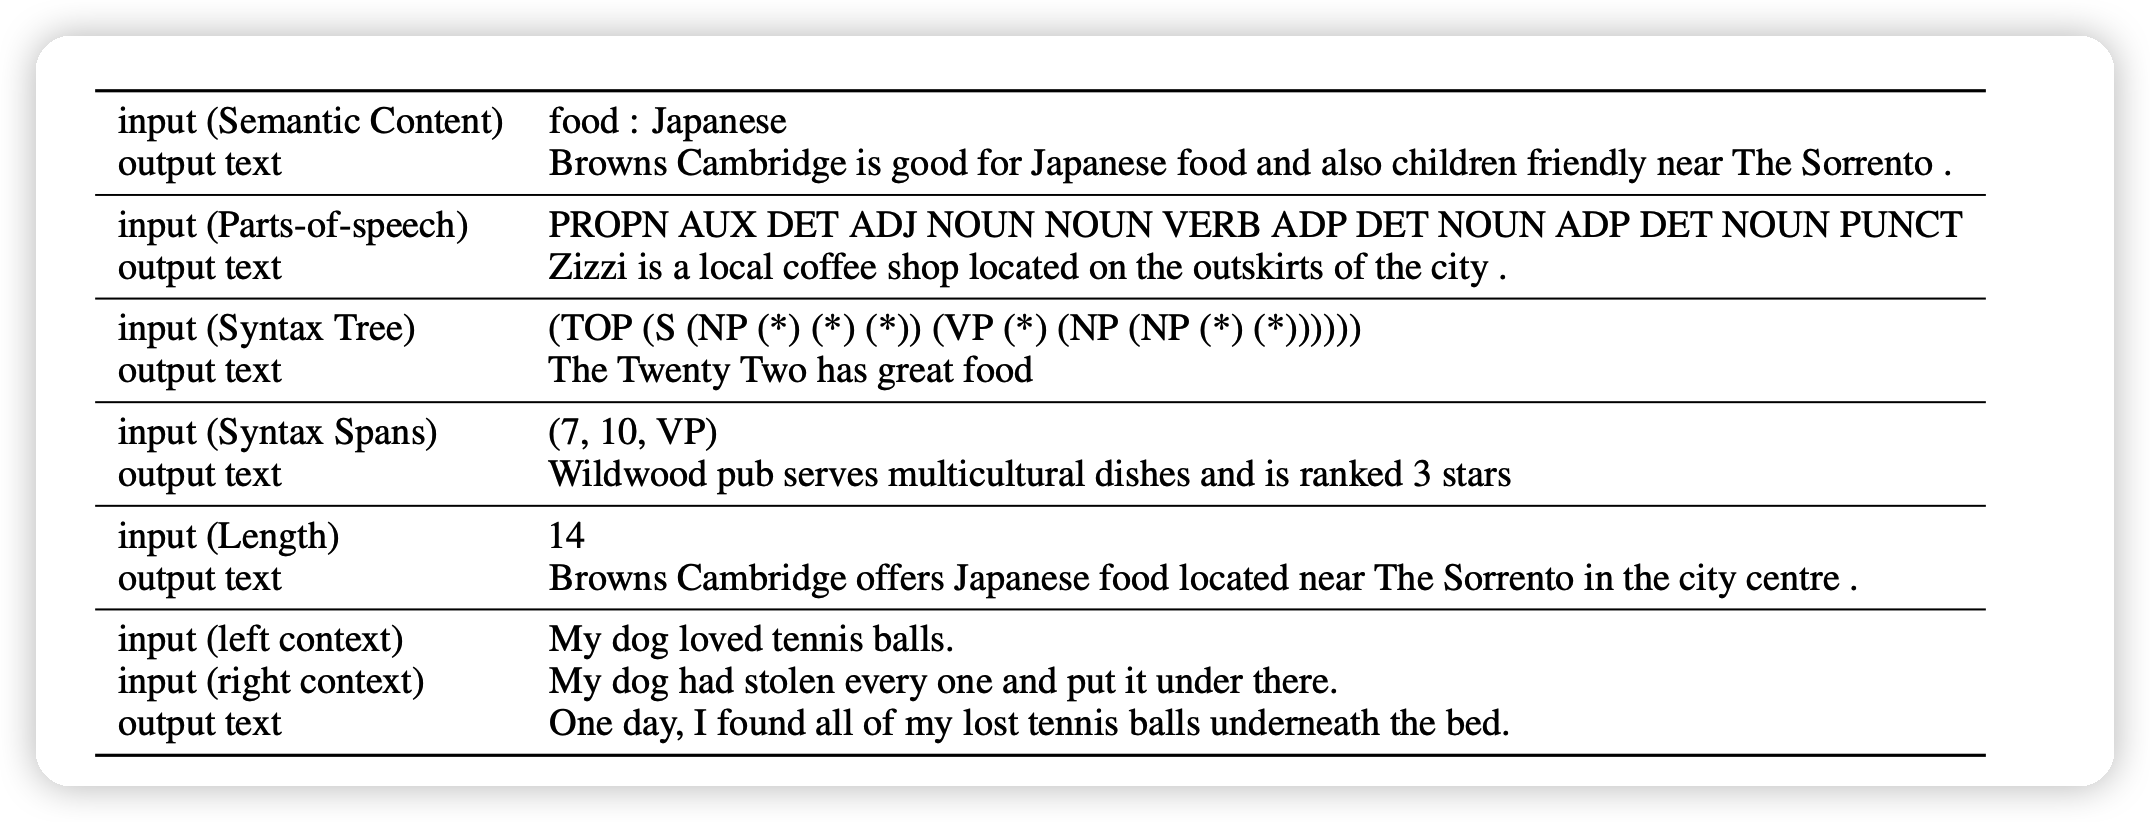 input (Semantic Content) food : Japanese
output text Browns Cambridge is good for Japanese food and also children friendly near The Sorrento .
input (Parts-of-speech) PROPN AUX DET ADJ NOUN NOUN VERB ADP DET NOUN ADP DET NOUN PUNCT
output text Zizzi is a local coffee shop located on the outskirts of the city .
input (Syntax Tree) (TOP (S (NP (*) (*) (*)) (VP (*) (NP (NP (*) (*))))))
output text The Twenty Two has great food
input (Syntax Spans) (7, 10, VP)
output text Wildwood pub serves multicultural dishes and is ranked 3 stars
input (Length) 14
output text Browns Cambridge offers Japanese food located near The Sorrento in the city centre .
input (left context) My dog loved tennis balls.
input (right context) My dog had stolen every one and put it under there.
output text One day, I found all of my lost tennis balls underneath the bed.